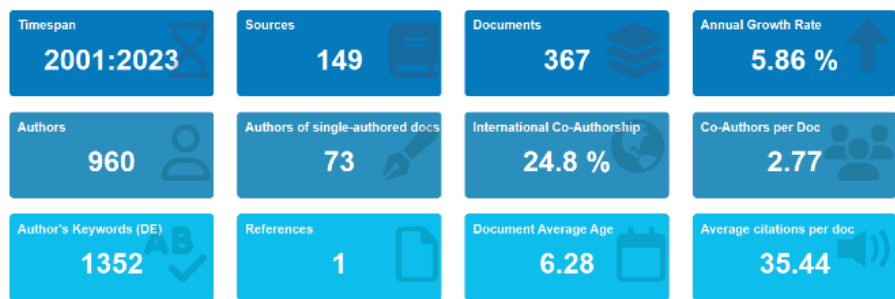 Timespan
2001:2023
Sources
149
Documents
367
Annual Growth Rate
5.86 %
Authors
960
Authors of single-authored docs
73
International Co-Authorship
24.8 %
Co-Authors per Doc
2.77
Author's Keywords (DE)
1352
AB
References
1
Document Average Age
6.28
Average citations per doc
35.44